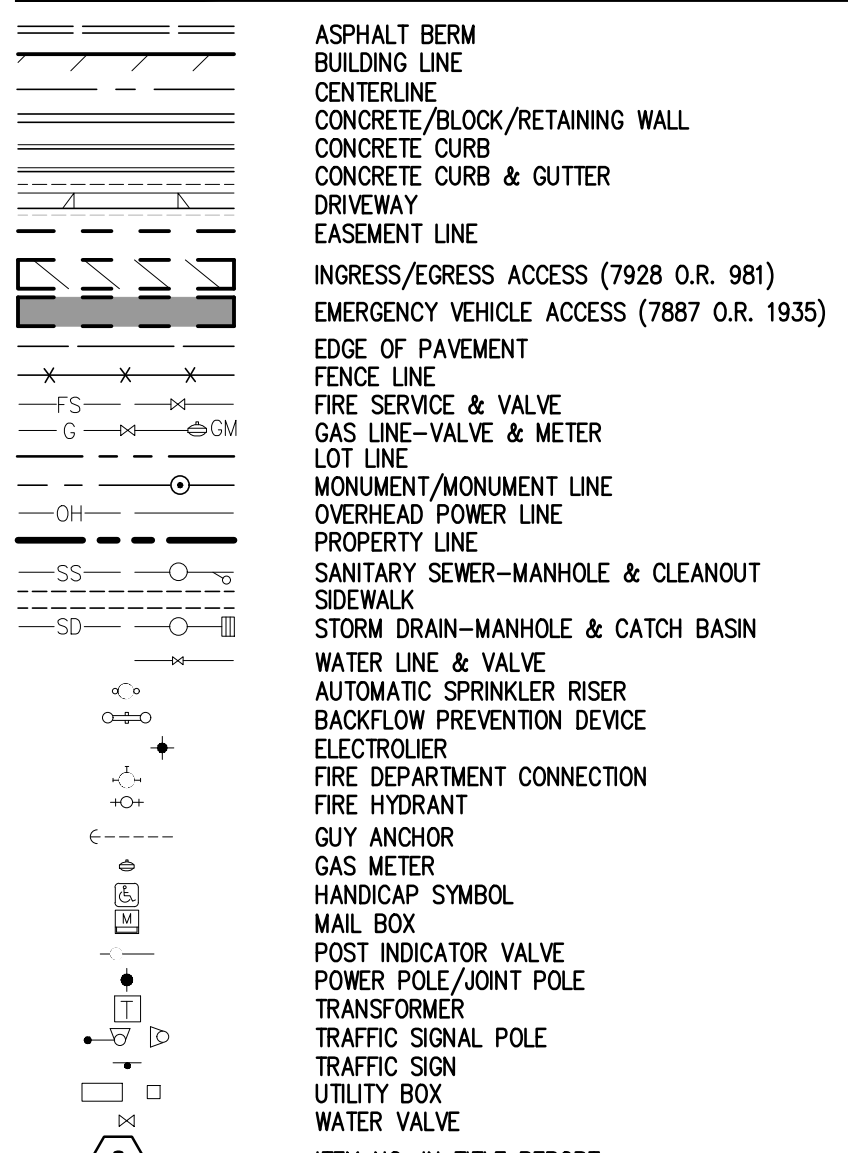 ASPHALT BERM
BUILDING LINE
CENTERLINE
CONCRETE/BLOCK/RETAINING WALL
CONCRETE CURB
CONCRETE CURB & GUTTER
DRIVEWAY
EASEMENT LINE
INGRESS/EGRESS ACCESS (7928 O.R. 981)
EMERGENCY VEHICLE ACCESS (7887 O.R. 1935)
EDGE OF PAVEMENT
X X X FENCE LINE
FS FIRE SERVICE & VALVE
G GM GAS LINE-VALVE & METER
LOT LINE
MONUMENT/MONUMENT LINE
OH OVERHEAD POWER LINE
PROPERTY LINE
SS SANITARY SEWER-MANHOLE & CLEANOUT
SIDEWALK
SD STORM DRAIN-MANHOLE & CATCH BASIN
WATER LINE & VALVE
AUTOMATIC SPRINKLER RISER
BACKFLOW PREVENTION DEVICE
ELECTROLIER
FIRE DEPARTMENT CONNECTION
FIRE HYDRANT
GUY ANCHOR
GAS METER
HANDICAP SYMBOL
M MAIL BOX
POST INDICATOR VALVE
POWER POLE/JOINT POLE
T TRANSFORMER
TRAFFIC SIGNAL POLE
TRAFFIC SIGN
UTILITY BOX
WATER VALVE